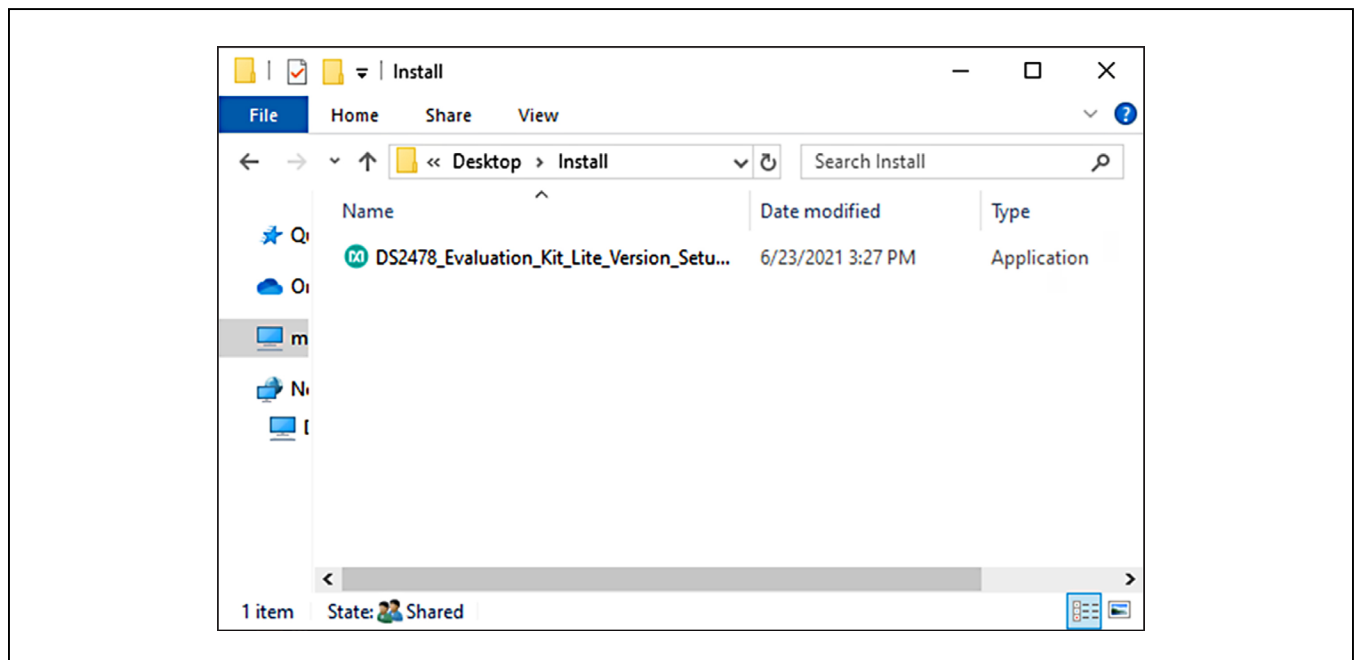 Install
File Home Share View
« Desktop › Install Search Install
Name Date modified Type
DS2478_Evaluation_Kit_Lite_Version_Setu... 6/23/2021 3:27 PM Application
1 item State: Shared